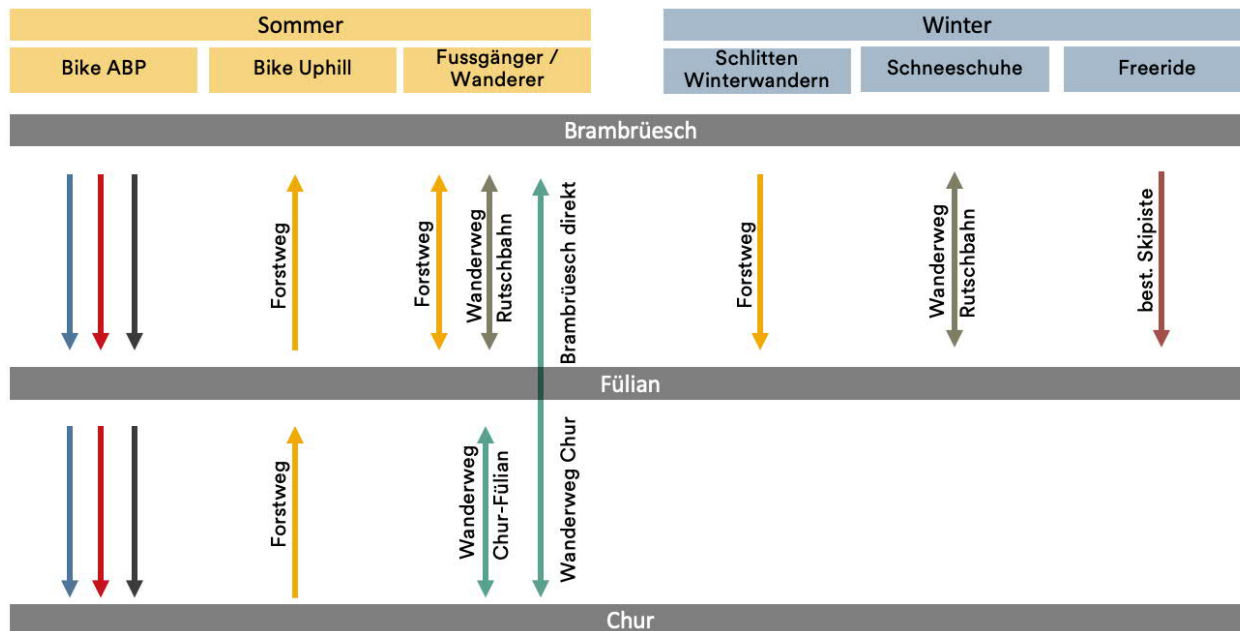 Sommer
Winter
Bike ABP
Bike Uphill
Fussgänger /
Wanderer
Schlitten
Winterwandern
Schneeschuhe
Freeride
Brambrüesch
Forstweg
Forstweg
Wanderweg
Rutschbahn
Forstweg
Wanderweg
Rutschbahn
best. Skipiste
Fülian
Forstweg
Wanderweg
Chur-Fülian
Wanderweg Chur Brambrüesch direkt
Chur